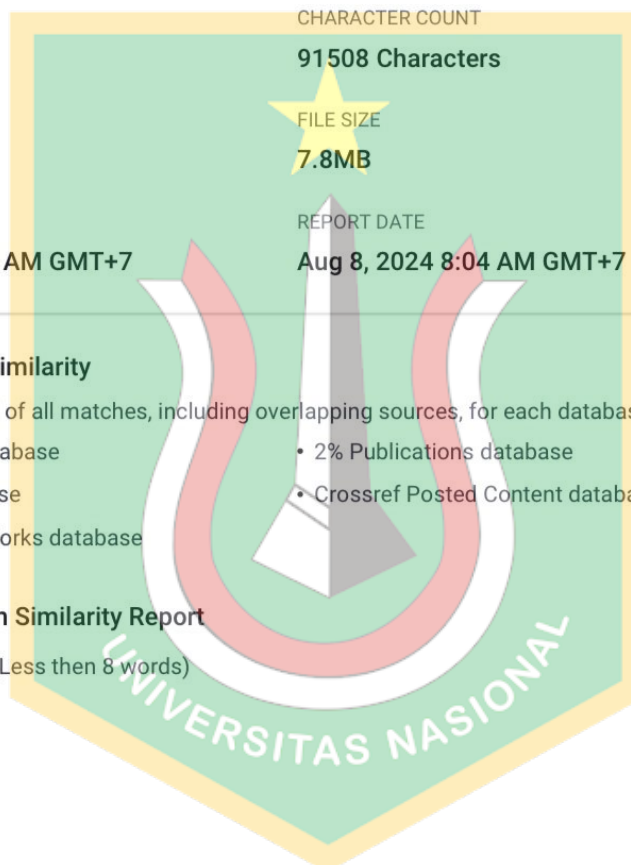 CHARACTER COUNT
91508 Characters
FILE SIZE
7.8MB
REPORT DATE
AM GMT+7
Aug 8, 2024 8:04 AM GMT+7
imilarity
of all matches, including overlapping sources, for each databas
abase
• 2% Publications database
se
• Crossref Posted Content databa
orks database
n Similarity Report
Less then 8 words)
UNIVERSITAS NASIONAL